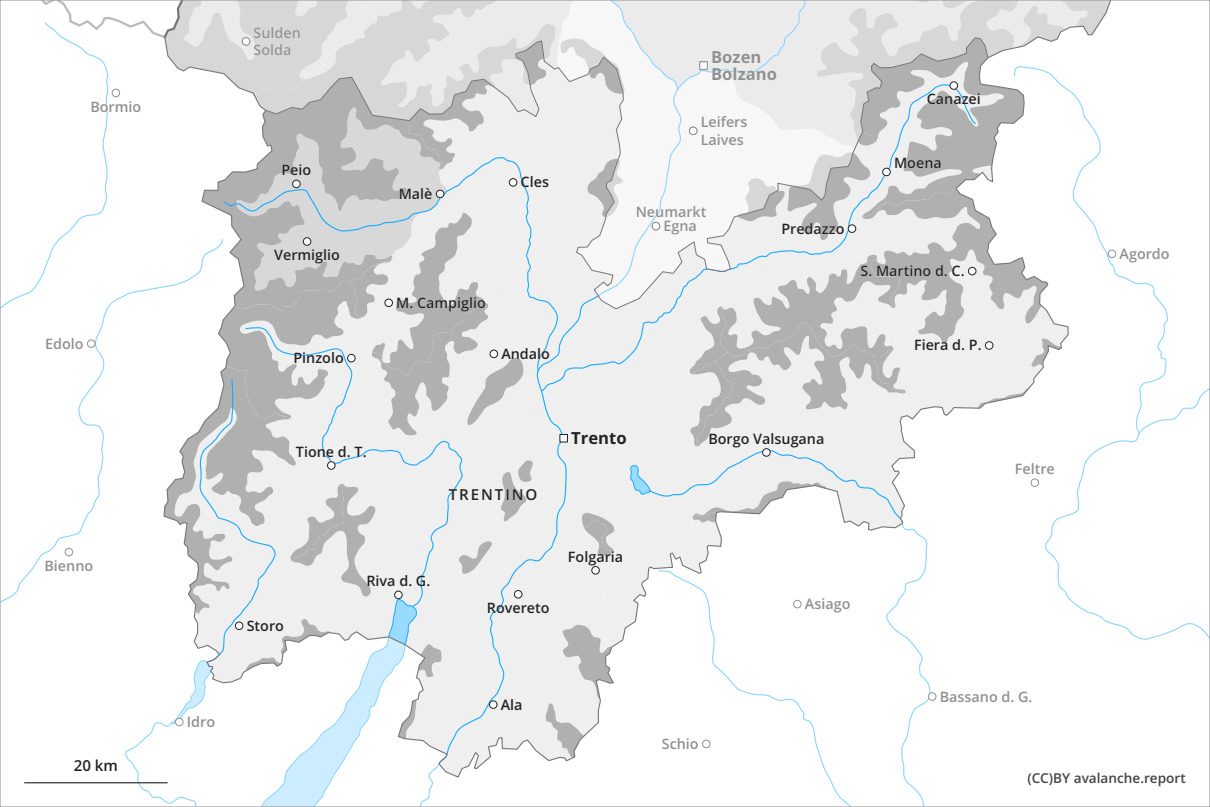 Sulden
Solda
Bozen
Bolzano
Bormio
Canazei
Leifers
Laives
Moena
Peio
Malè
Cles
Neumarkt
Egna
Predazzo
Vermiglio
Agordo
S. Martino d. C.
M. Campiglio
Edolo
Pinzolo
Andalo
Fiera d. P.
Trento
Borgo Valsugana
Tione d. T.
Feltre
TRENTINO
Bienno
Folgaria
Riva d. G.
Rovereto
Asiago
Storo
Bassano d. G.
Ala
Idro
Schio
20 km
(CC)BY avalanche.report